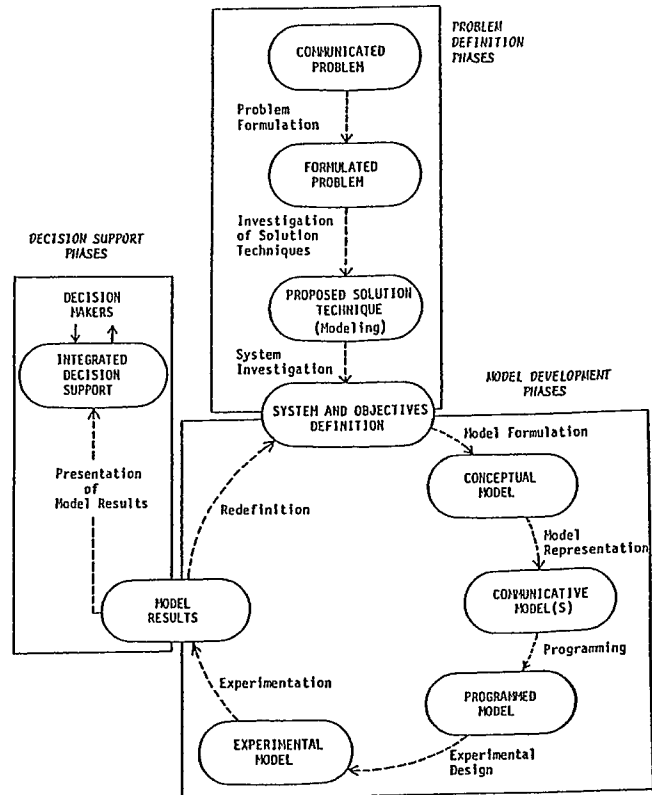 PROBLEM
DEFINITION
PHASES
COMMUNICATED
PROBLEM
Problem
Formulation
FORMULATED
PROBLEM
Investigation
of Solution
Techniques
PROPOSED SOLUTION
TECHNIQUE
(Modeling)
System
Investigation
SYSTEM AND OBJECTIVES
DEFINITION
DECISION SUPPORT
PHASES
DECISION
MAKERS
INTEGRATED
DECISION
SUPPORT
Presentation
of
Model Results
MODEL DEVELOPMENT
PHASES
Model Formulation
CONCEPTUAL
MODEL
Model
Representation
COMMUNICATIVE
MODEL(S)
Programming
PROGRAMMED
MODEL
Experimental
Design
EXPERIMENTAL
MODEL
Experimentation
MODEL
RESULTS
Redefinition